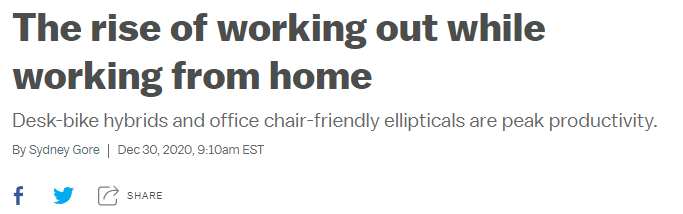 The rise of working out while
working from home
Desk-bike hybrids and office chair-friendly ellipticals are peak productivity.
By Sydney Gore | Dec 30, 2020, 9:10am EST
SHARE